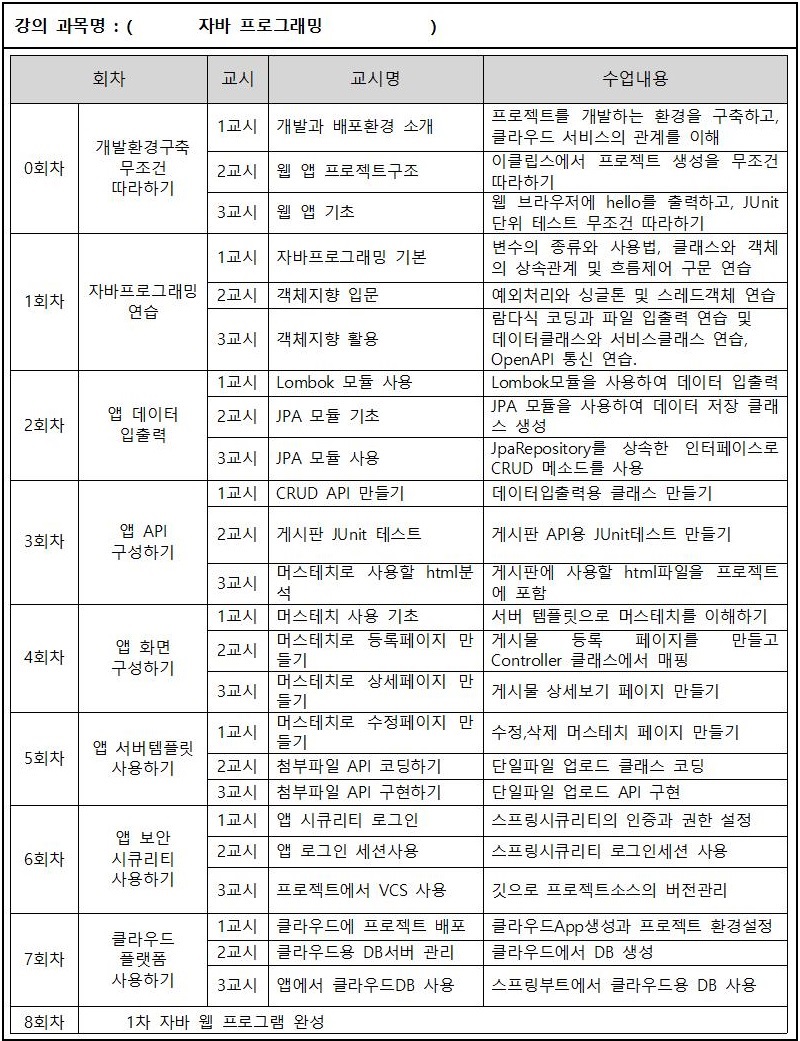 강의 과목명 : ( 자바 프로그래밍 )
회차 교시 교시명 수업내용
0회차
개발환경구축
무조건
따라하기
1교시 개발과 배포환경 소개
프로젝트를 개발하는 환경을 구축하고,
클라우드 서비스의 관계를 이해
2교시 웹 앱 프로젝트구조
이클립스에서 프로젝트 생성을 무조건
따라하기
3교시 웹 앱 기초
웹 브라우저에 hello를 출력하고, JUnit
단위 테스트 무조건 따라하기
1회차
자바프로그래밍
연습
1교시 자바프로그래밍 기본
변수의 종류와 사용법, 클래스와 객체
의 상속관계 및 흐름제어 구문 연습
2교시 객체지향 입문 예외처리와 싱글톤 및 스레드객체 연습
3교시 객체지향 활용
람다식 코딩과 파일 입출력 연습 및
데이터클래스와 서비스클래스 연습,
OpenAPI 통신 연습.
2회차
앱 데이터
입출력
1교시 Lombok 모듈 사용 Lombok모듈을 사용하여 데이터 입출력
2교시 JPA 모듈 기초
JPA 모듈을 사용하여 데이터 저장 클래
스 생성
3교시 JPA 모듈 사용
JpaRepository를 상속한 인터페이스로
CRUD 메소드를 사용
3회차
앱 API
구성하기
1교시 CRUD API 만들기 데이터입출력용 클래스 만들기
2교시 게시판 JUnit 테스트 게시판 API용 JUnit테스트 만들기
3교시
머스테치로 사용할 html분
석
게시판에 사용할 html파일을 프로젝트
에 포함
4회차
앱 화면
구성하기
1교시 머스테치 사용 기초 서버 템플릿으로 머스테치를 이해하기
2교시
머스테치로 등록페이지 만
들기
게시물 등록 페이지를 만들고
Controller 클래스에서 매핑
3교시
머스테치로 상세페이지 만
들기
게시물 상세보기 페이지 만들기
5회차
앱 서버템플릿
사용하기
1교시
머스테치로 수정페이지 만
들기
수정,삭제 머스테치 페이지 만들기
2교시 첨부파일 API 코딩하기 단일파일 업로드 클래스 코딩
3교시 첨부파일 API 구현하기 단일파일 업로드 API 구현
6회차
앱 보안
시큐리티
사용하기
1교시 앱 시큐리티 로그인 스프링시큐리티의 인증과 권한 설정
2교시 앱 로그인 세션사용 스프링시큐리티 로그인세션 사용
3교시 프로젝트에서 VCS 사용 깃으로 프로젝트소스의 버전관리
7회차
클라우드
플랫폼
사용하기
1교시 클라우드에 프로젝트 배포 클라우드App생성과 프로젝트 환경설정
2교시 클라우드용 DB서버 관리 클라우드에서 DB 생성
3교시 앱에서 클라우드DB 사용 스프링부트에서 클라우드용 DB 사용
8회차 1차 자바 웹 프로그램 완성